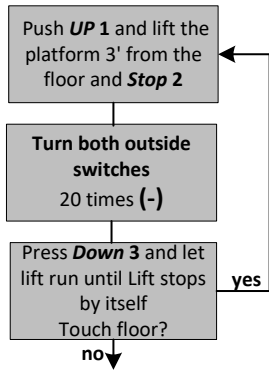 Push UP 1 and lift the
platform 3' from the
floor and Stop 2
Turn both outside
switches
20 times (-)
Press Down 3 and let
lift run until Lift stops
by itself
Touch floor?
yes
no